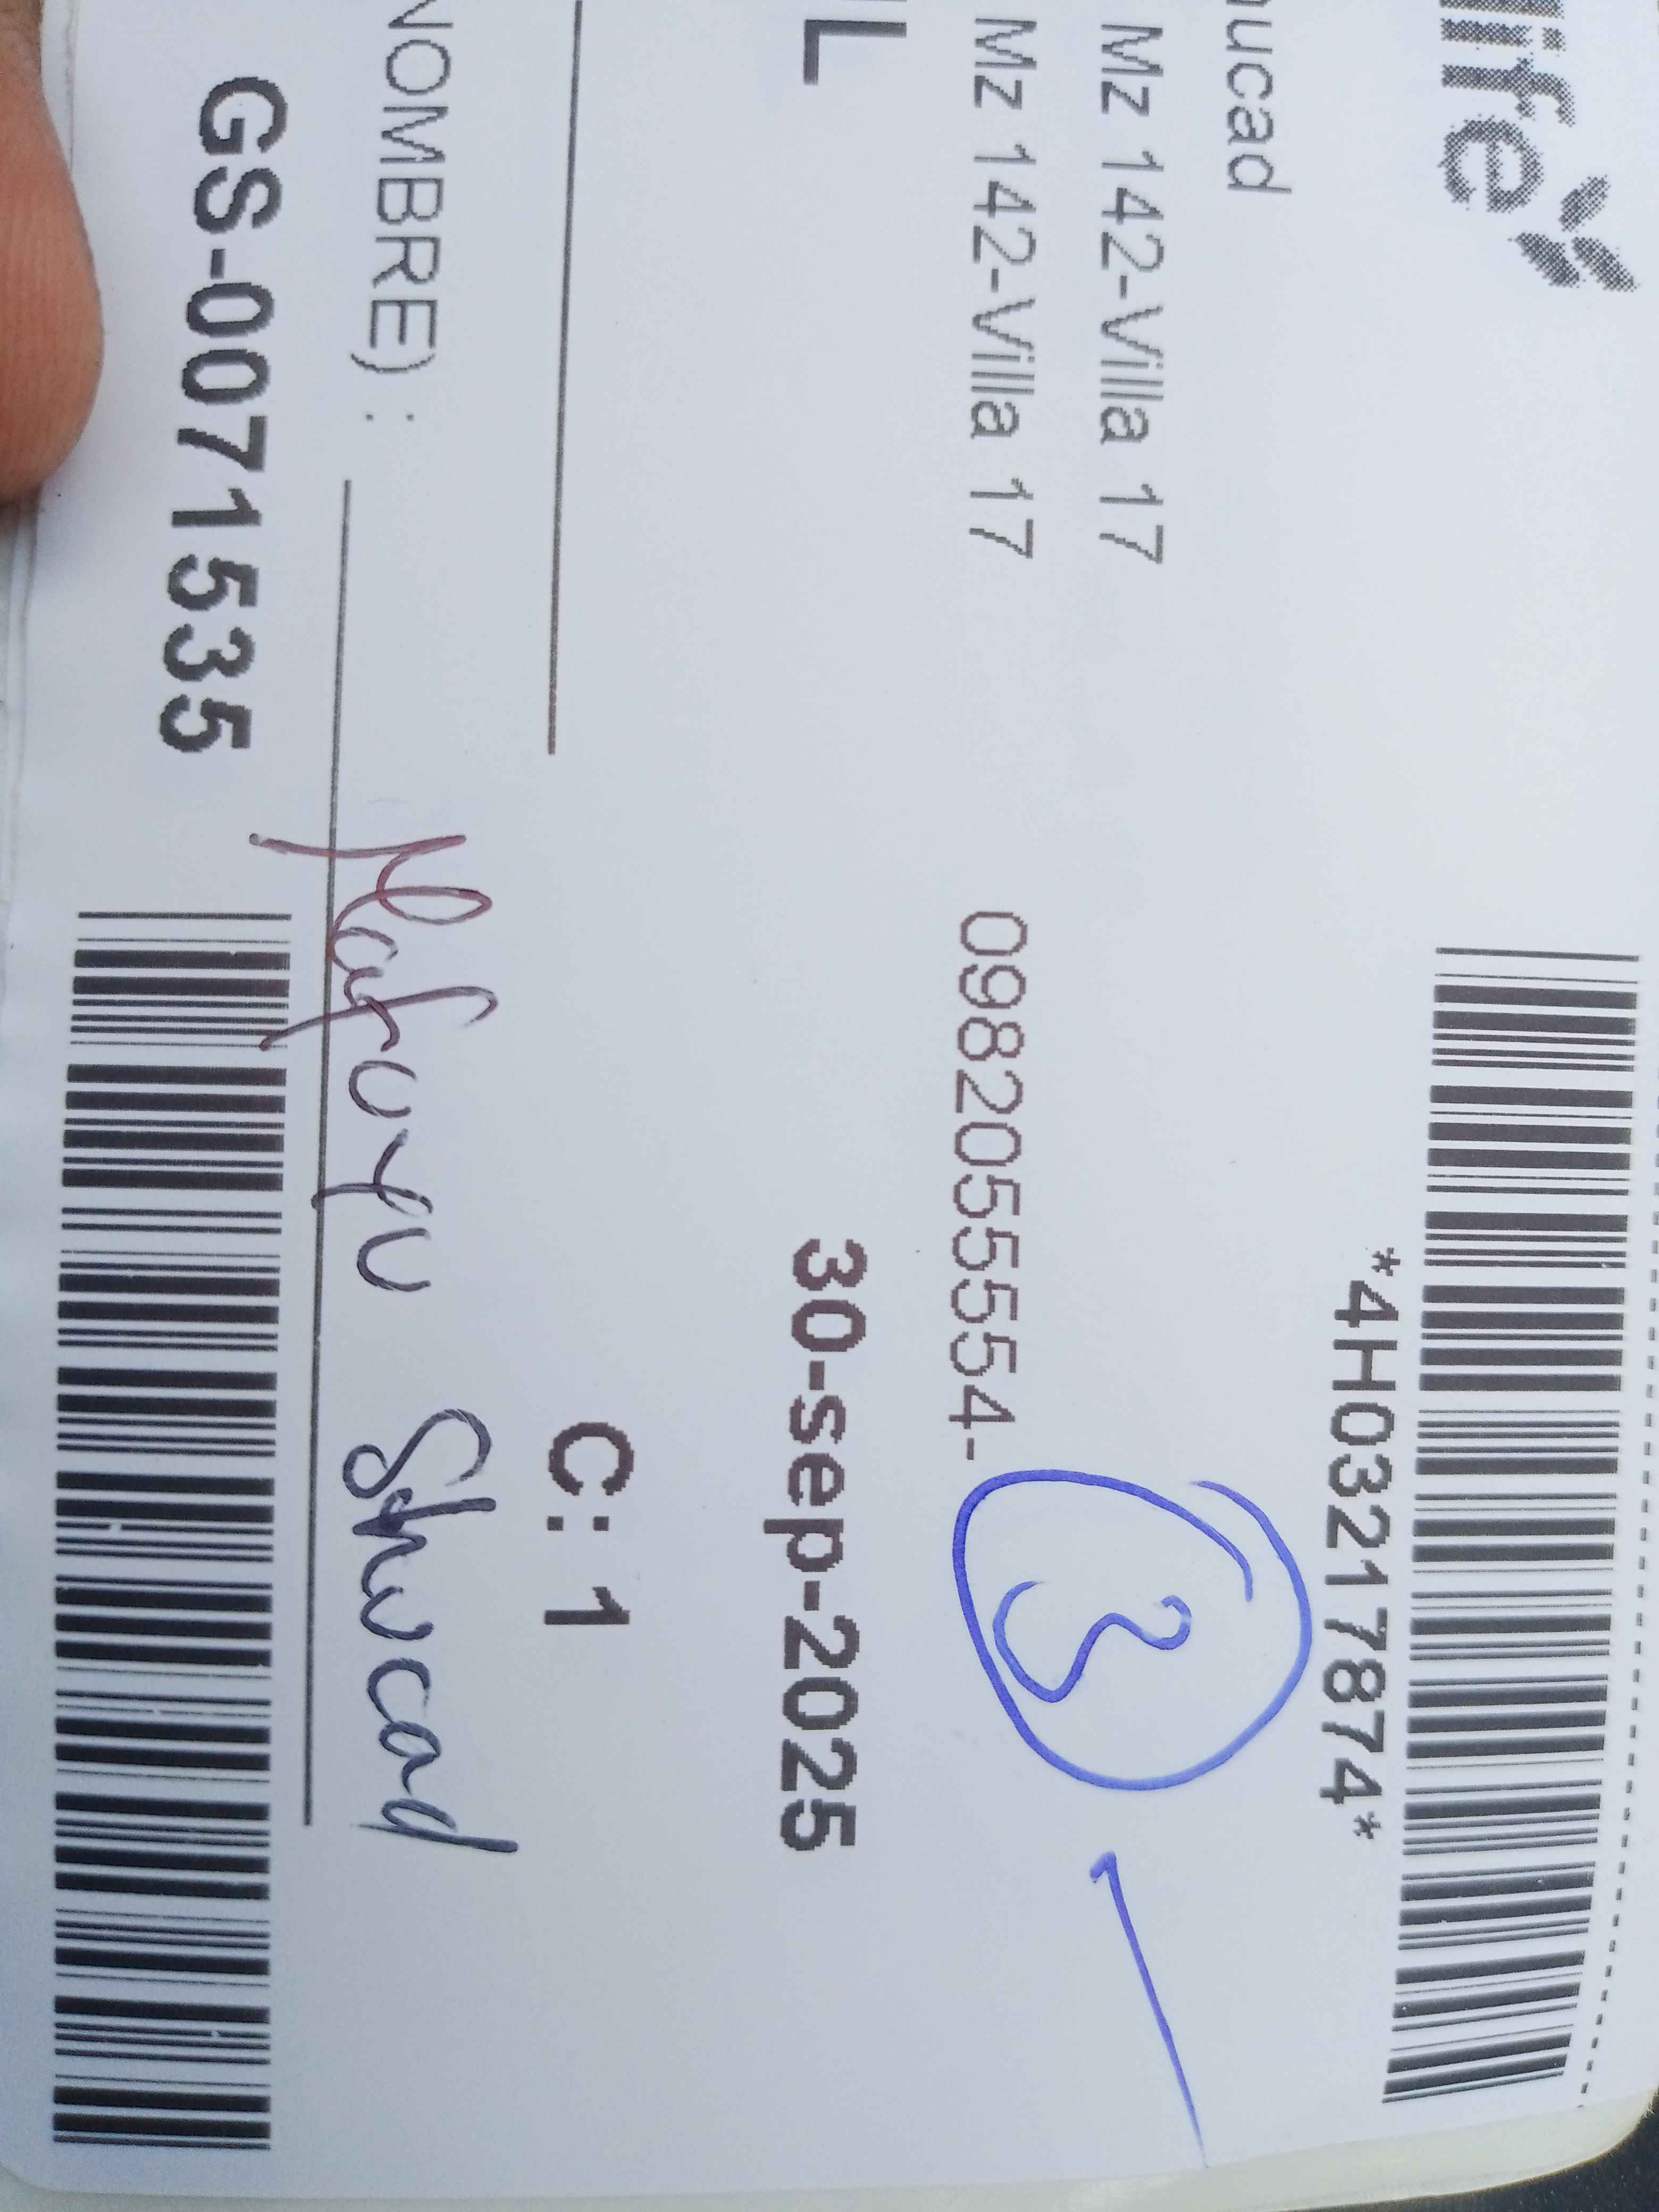 life
*4H03217874*
ucad
Mz 142-Villa 17
Mz 142-Villa 17 0982055554-
3
L 30-sep-2025
C: 1
NOMBRE) : Shucad
GS-0071535